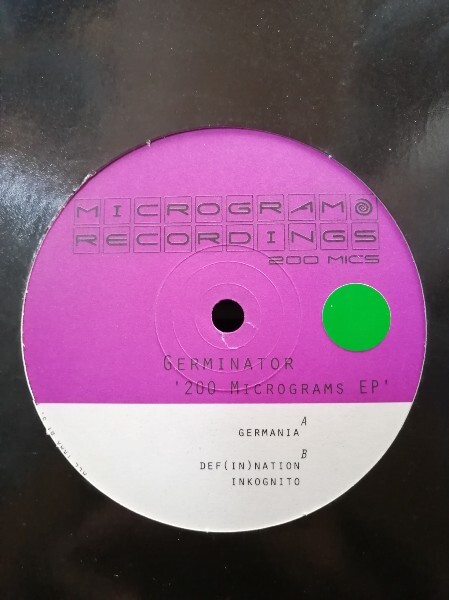 MICROGRAM
RECORDINGS
200 MICS
GERMINATOR
'200 MICROGRAMS EP'
A
GERMANIA
B
DEF(IN)NATION
INKOGNITO